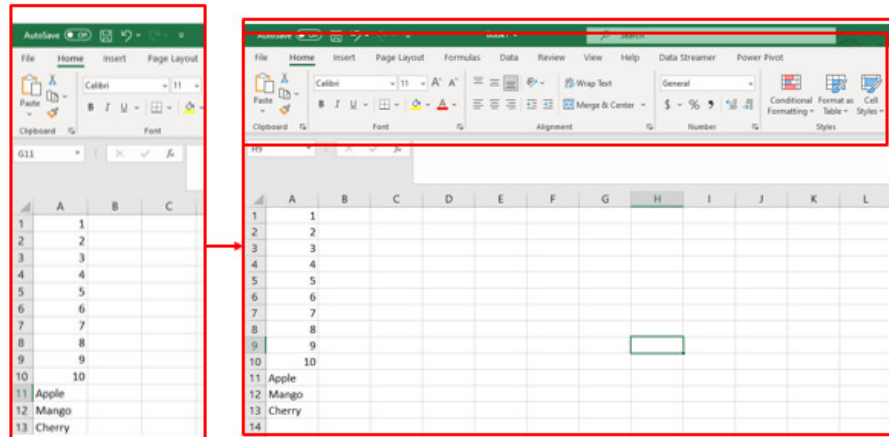 AutoSave Off
File Home Insert Page Layout
Paste
Calibri 11
B I U
Clipboard Font
G11 fx
A B C
1 1
2 2
3 3
4 4
5 5
6 6
7 7
8 8
9 9
10 10
11 Apple
12 Mango
13 Cherry
AutoSave Off Book1 Search
File Home Insert Page Layout Formulas Data Review View Help Data Streamer Power Pivot
Paste
Calibri 11 A A Wrap Text General Conditional Formatting Format as Table Cell Styles
B I U A Merge & Center $ % 9
Clipboard Font Alignment Number Styles
H9 fx
A B C D E F G H I J K L
1 1
2 2
3 3
4 4
5 5
6 6
7 7
8 8
9 9
10 10
11 Apple
12 Mango
13 Cherry
14